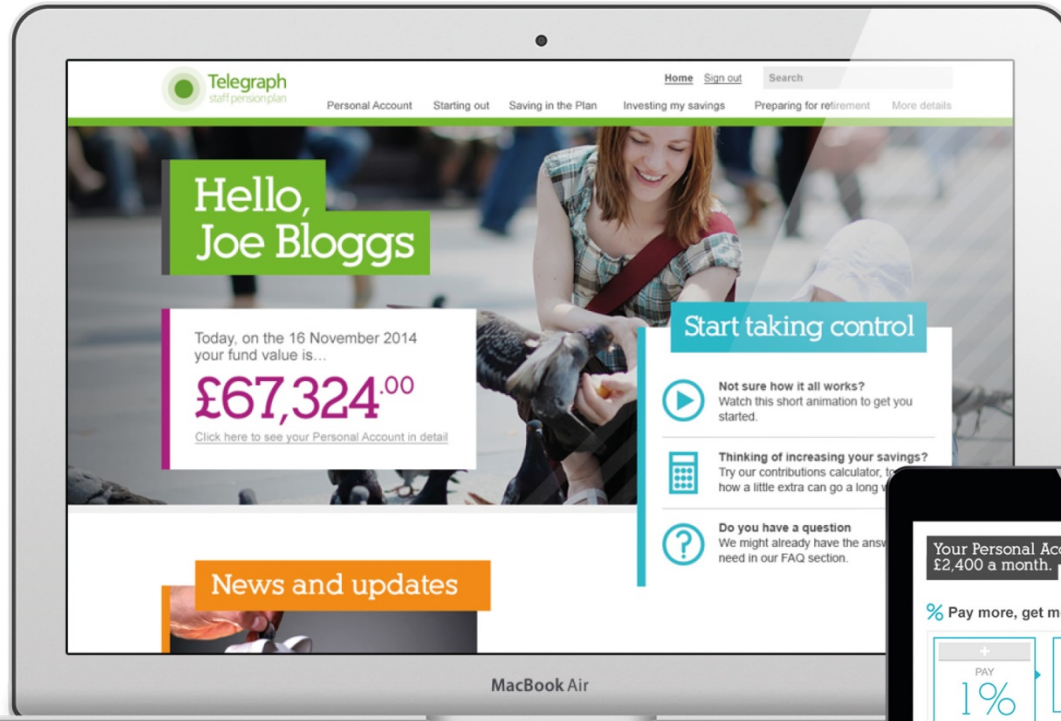 Telegraph
staff pension plan
Home Sign out Search
Personal Account Starting out Saving in the Plan Investing my savings Preparing for retirement More details
Hello,
Joe Bloggs
Today, on the 16 November 2014
your fund value is...
£67,324.00
Click here to see your Personal Account in detail
Start taking control
Not sure how it all works?
Watch this short animation to get you
started.
Thinking of increasing your savings?
Try our contributions calculator,
how a little extra can go a long
Do you have a question
We might already have the
need in our FAQ section.
News and updates
MacBook Air
Your Personal
£2,400 a month.
% Pay more, get
+
PAY
1%